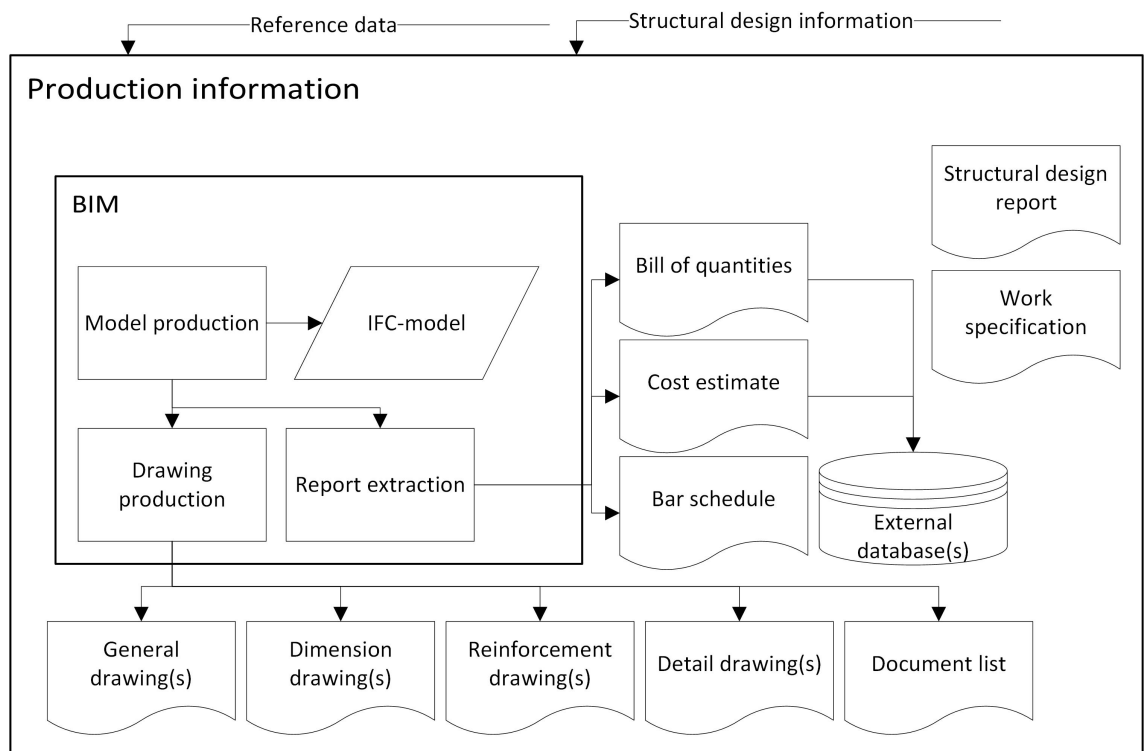 Reference data
Structural design information
Production information
Structural design
report
BIM
Bill of quantities
Work
specification
Model production
IFC-model
Cost estimate
Drawing
production
Report extraction
Bar schedule
External
database(s)
General
drawing(s)
Dimension
drawing(s)
Reinforcement
drawing(s)
Detail drawing(s)
Document list